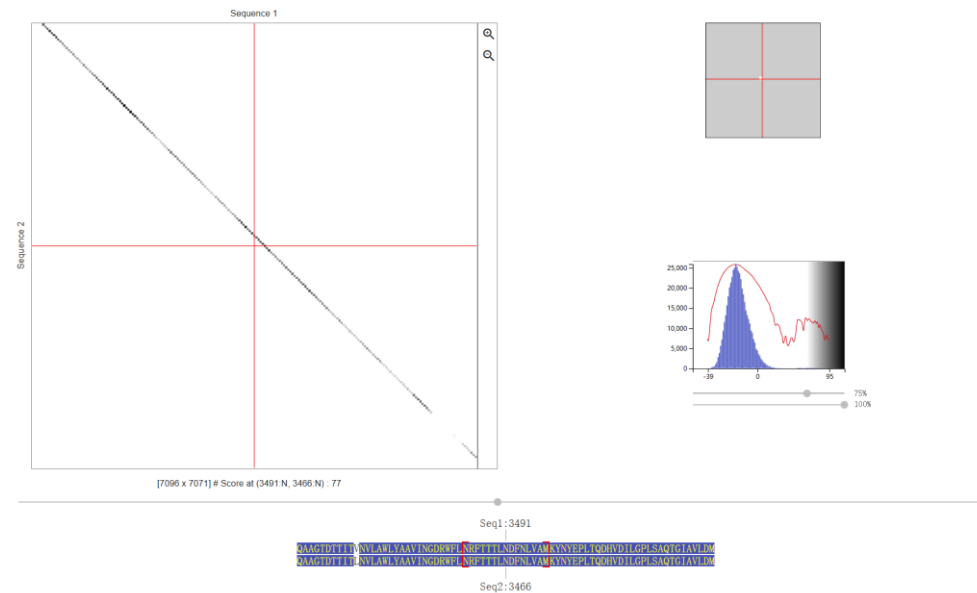 Sequence 1
Sequence 2
[7096 x 7071] # Score at (3491:N, 3466:N) : 77
25,000
20,000
15,000
10,000
5,000
0
-39
0
95
75%
100%
Seq1:3491
QAAGTDTTITVNVLAWLYAAVINGDRWFLNRFTTTLNDFNLVAMKYNYEPLTQDHVDILGPLSAQTGIAVLDM
QAAGTDTTITLNVLAWLYAAVINGDRWFLNRFTTTLNDFNLVAMKYNYEPLTQDHVDILGPLSAQTGIAVLDM
Seq2:3466